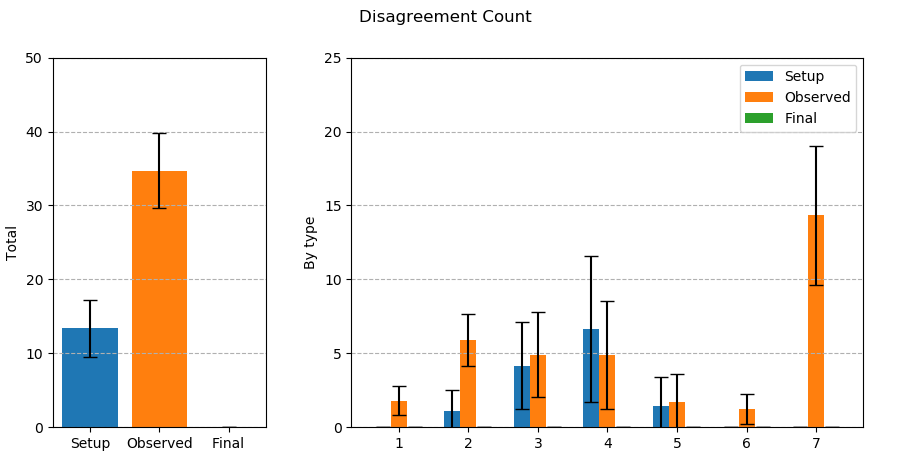 Disagreement Count
Total
50
40
30
20
10
0
Setup Observed Final
By type
25
20
15
10
5
0
1 2 3 4 5 6 7
Setup
Observed
Final